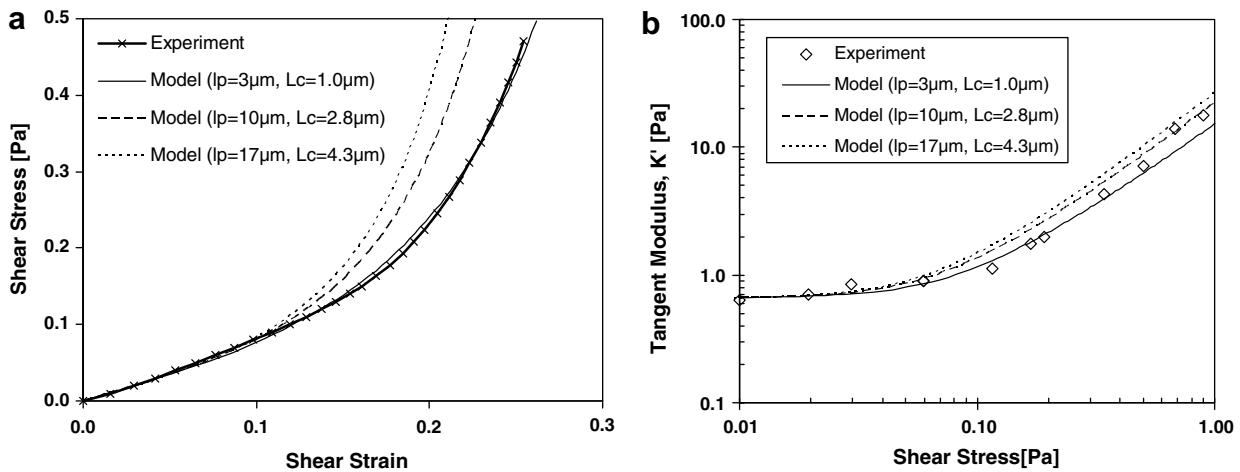 a
0.5
0.4
0.3
0.2
0.1
0.0
0.0
0.1
0.2
0.3
Shear Stress [Pa]
Shear Strain
Experiment
Model (lp=3µm, Lc=1.0µm)
Model (lp=10µm, Lc=2.8µm)
Model (lp=17µm, Lc=4.3µm)
b
100.0
10.0
1.0
0.1
0.01
0.10
1.00
Tangent Modulus, K' [Pa]
Shear Stress[Pa]
Experiment
Model (lp=3µm, Lc=1.0µm)
Model (lp=10µm, Lc=2.8µm)
Model (lp=17µm, Lc=4.3µm)